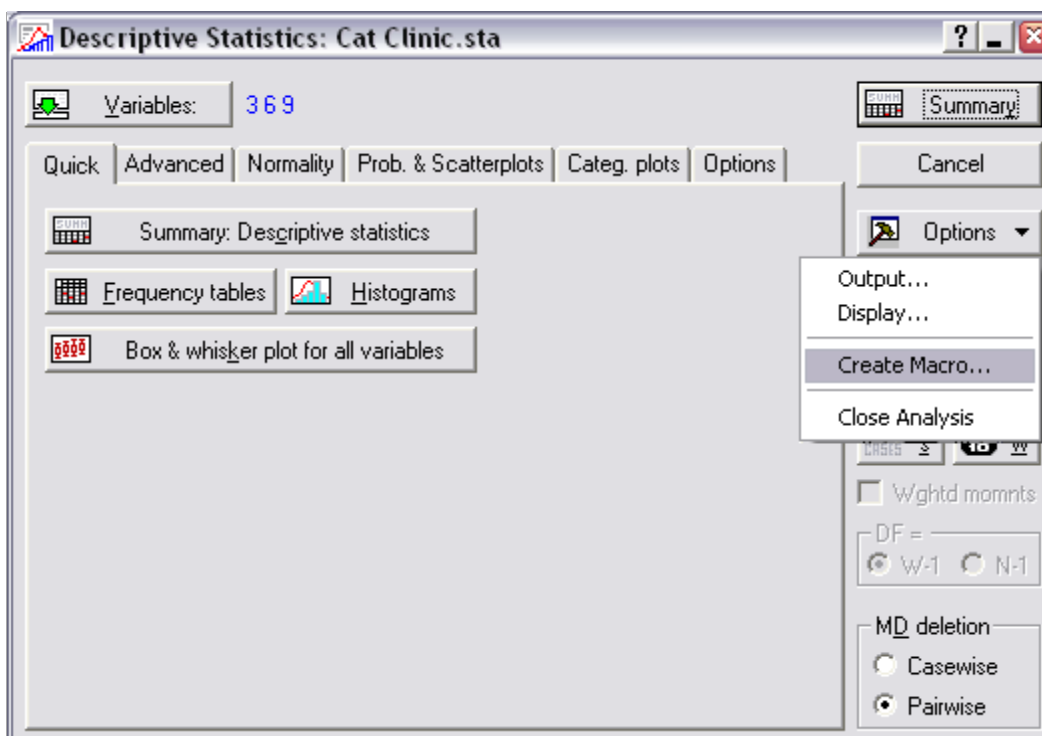 Descriptive Statistics: Cat Clinic.sta
Variables: 3 6 9
Summary
Quick Advanced Normality Prob. & Scatterplots Categ. plots Options
Cancel
Summary: Descriptive statistics
Options
Frequency tables Histograms
Box & whisker plot for all variables
Output...
Display...
Create Macro...
Close Analysis
CASES S W
Wghtd momnts
DF =
W-1 N-1
MD deletion
Casewise
Pairwise